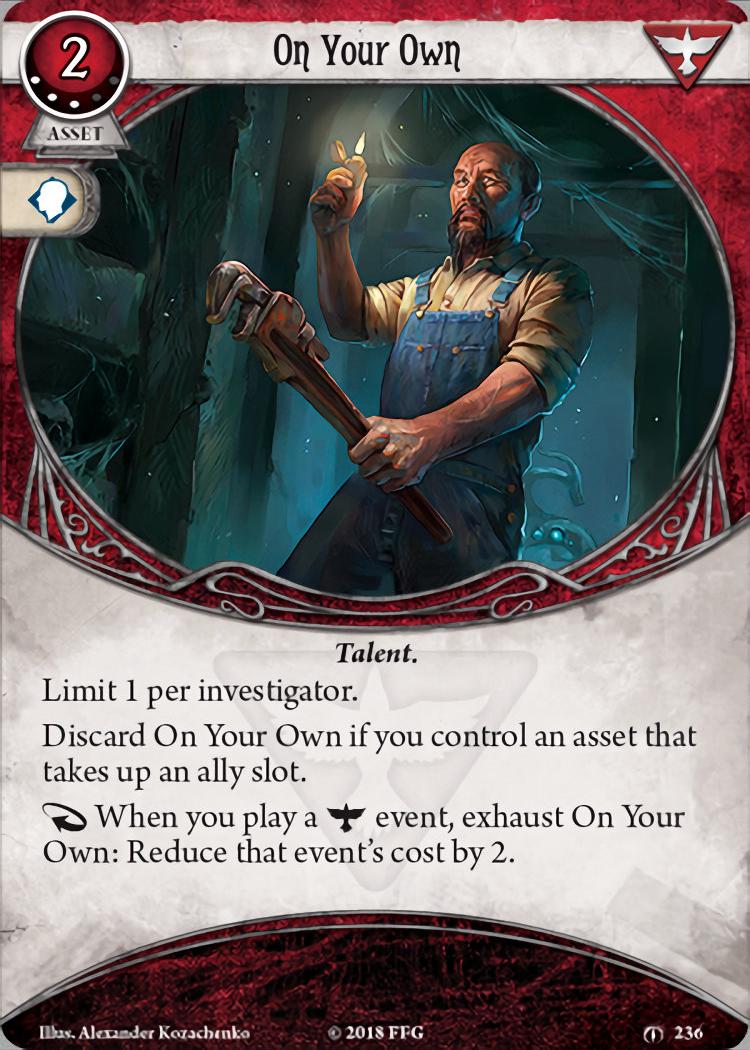 2
On Your Own
ASSET
Talent.
Limit 1 per investigator.
Discard On Your Own if you control an asset that
takes up an ally slot.
When you play a event, exhaust On Your
Own: Reduce that event's cost by 2.
Illus. Alexander Kozachenko © 2018 FFG 236